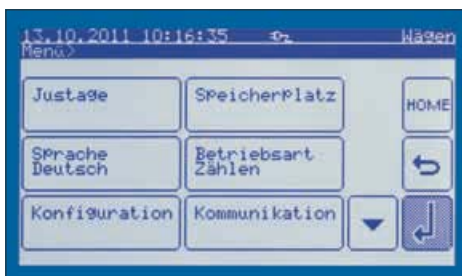 13.10.2011 10:16:35 Wägen
Menü>
Justage
Speicherplatz
HOME
Sprache
Deutsch
Betriebsart
Zählen
Konfiguration
Kommunikation